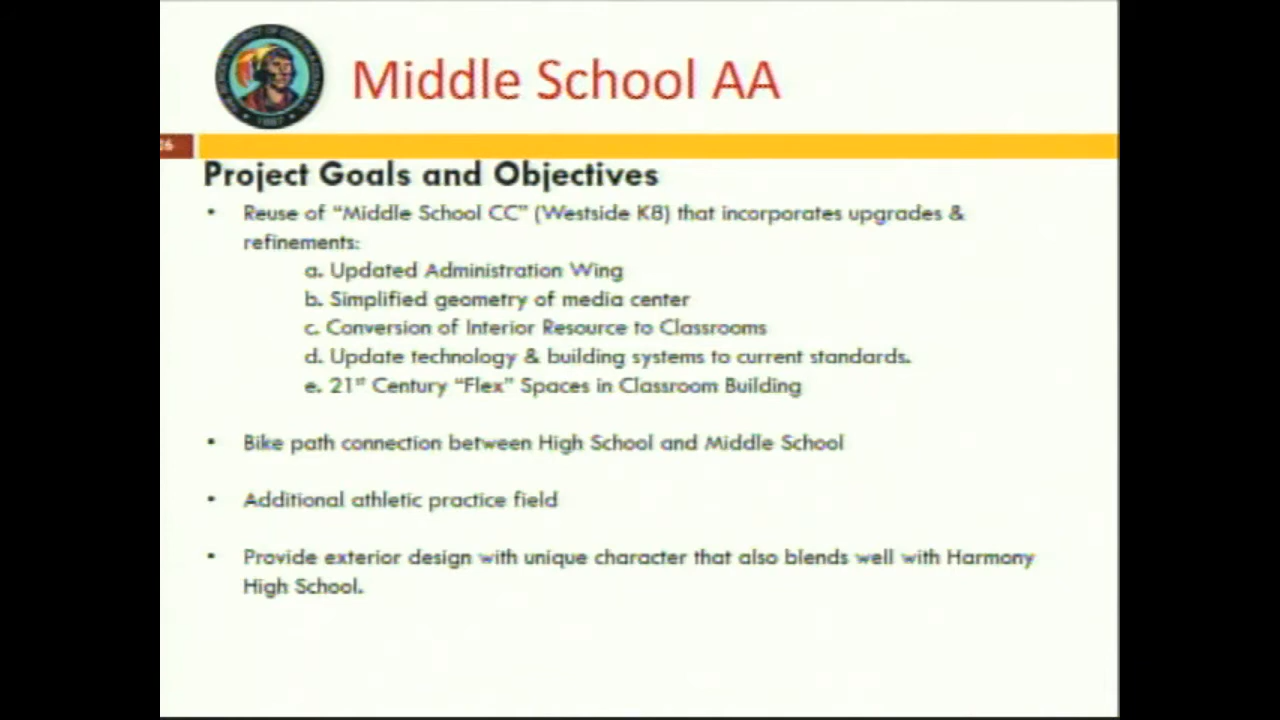 Middle School AA
Project Goals and Objectives
• Reuse of “Middle School CC” (Westside K8) that incorporates upgrades &
refinements:
a. Updated Administration Wing
b. Simplified geometry of media center
c. Conversion of Interior Resource to Classrooms
d. Update technology & building systems to current standards.
e. 21st Century “Flex” Spaces in Classroom Building
• Bike path connection between High School and Middle School
• Additional athletic practice field
• Provide exterior design with unique character that also blends well with Harmony
High School.